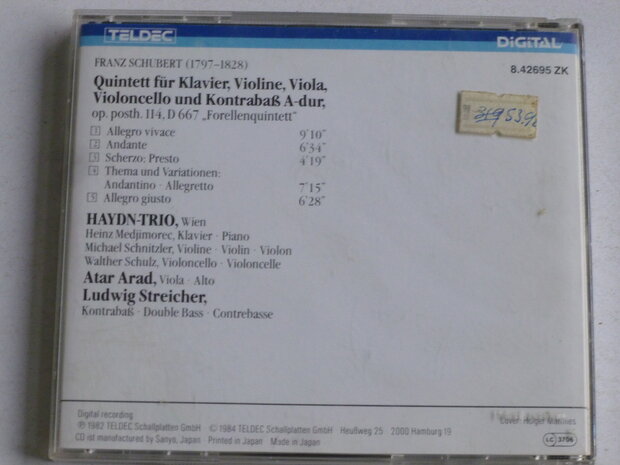 TELDEC
DIGITAL
FRANZ SCHUBERT (1797–1828)
8.42695 ZK
Quintett für Klavier, Violine, Viola,
Violoncello und Kontrabaß A-dur,
op. posth. 114, D 667 „Forellenquintett"
1 Allegro vivace 9'10"
2 Andante 6'34"
3 Scherzo: Presto 4'19"
4 Thema und Variationen:
Andantino · Allegretto 7'15"
5 Allegro giusto 6'28"
HAYDN-TRIO, Wien
Heinz Medjimorec, Klavier · Piano
Michael Schnitzler, Violine · Violin · Violon
Walther Schulz, Violoncello · Violoncelle
Atar Arad, Viola · Alto
Ludwig Streicher,
Kontrabaß · Double Bass · Contrebasse
Digital recording
℗ 1982 TELDEC Schallplatten GmbH © 1984 TELDEC Schallplatten GmbH Heußweg 25 2000 Hamburg 19
CD ist manufactured by Sanyo, Japan · Printed in Japan Made in Japan
Cover: Holger Matthies
LC 3706